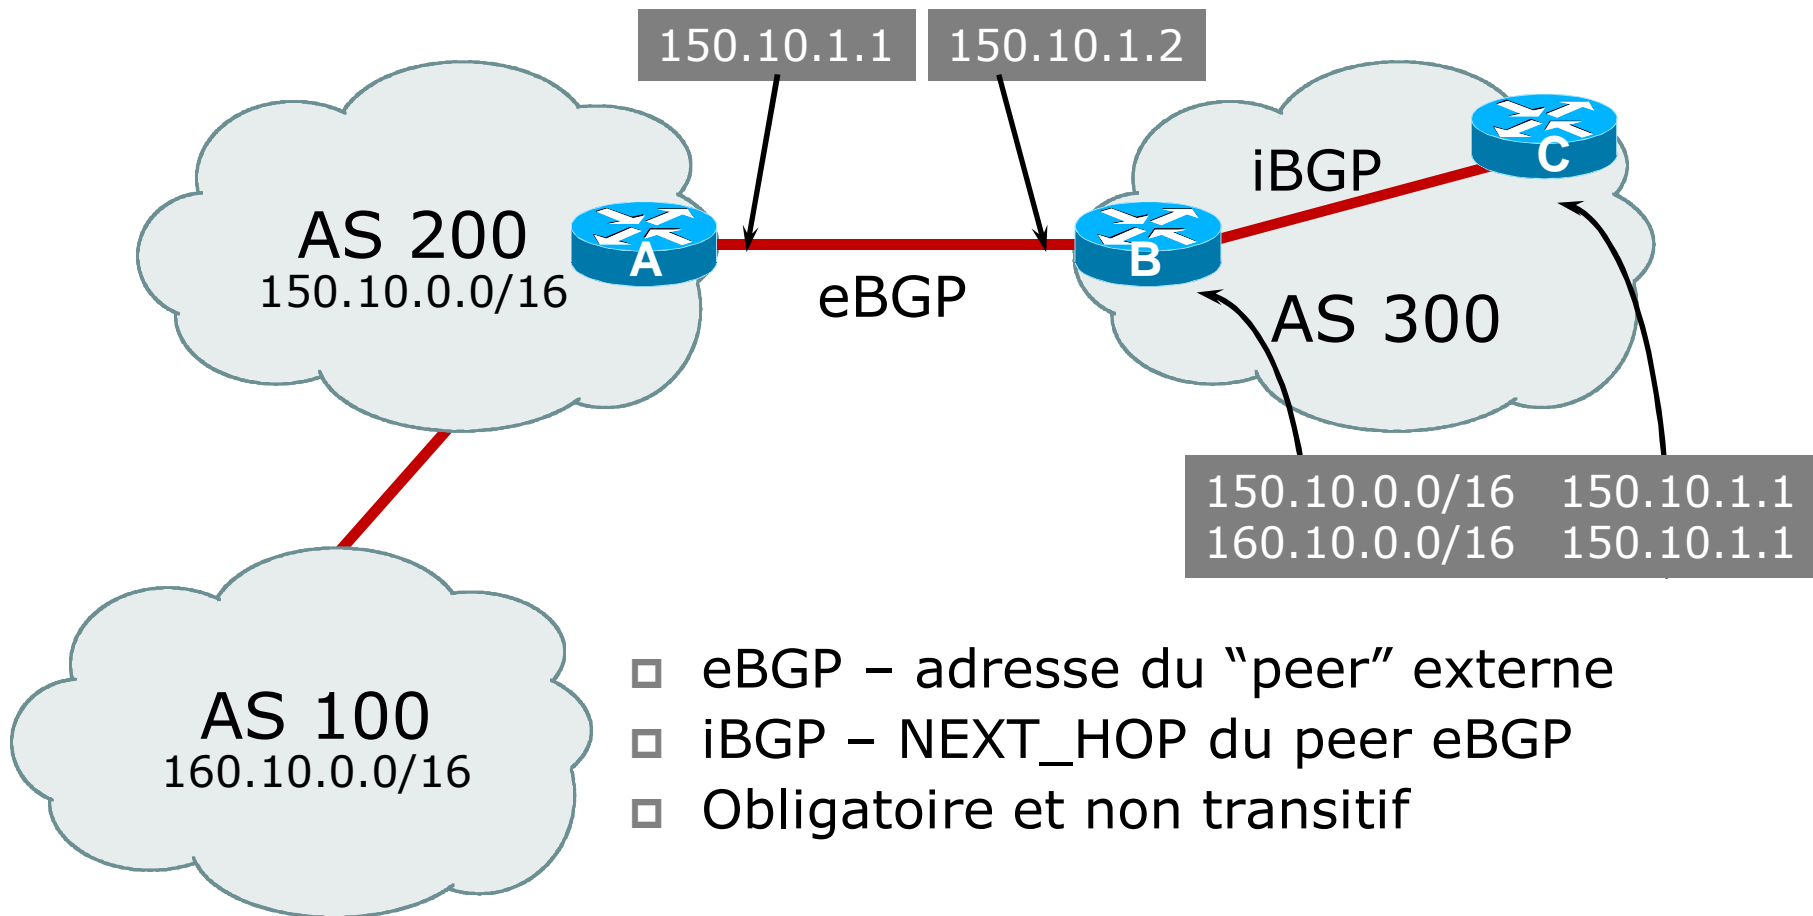 150.10.1.1
150.10.1.2
iBGP
C
AS 200
150.10.0.0/16
A
B
eBGP
AS 300
150.10.0.0/16 150.10.1.1
160.10.0.0/16 150.10.1.1
AS 100
160.10.0.0/16
eBGP – adresse du “peer” externe
iBGP – NEXT_HOP du peer eBGP
Obligatoire et non transitif